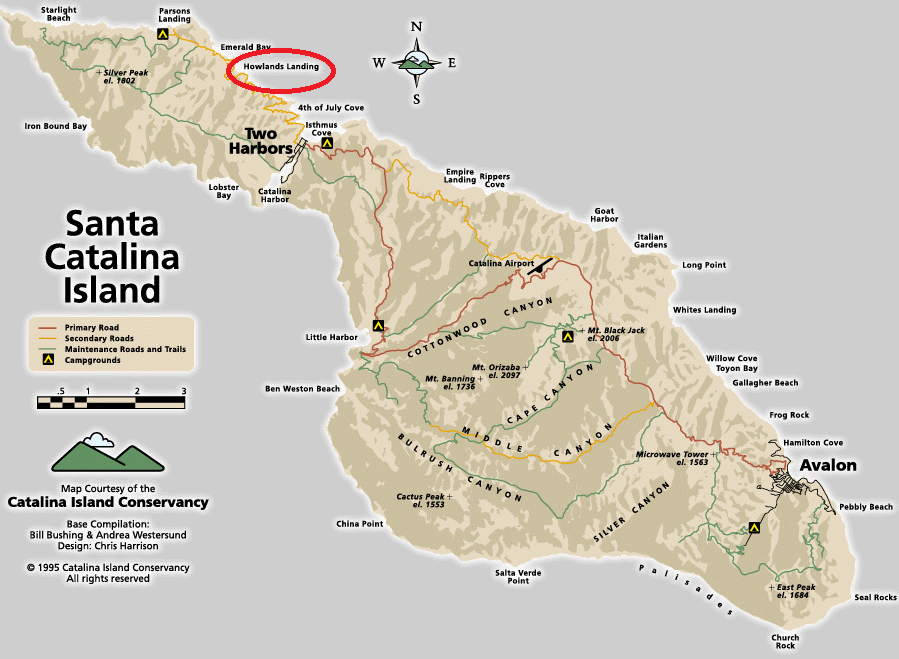 Starlight
Beach
Parsons
Landing
Emerald Bay
Howlands Landing
Silver Peak
el. 1802
4th of July Cove
Isthmus
Cove
Two
Harbors
Iron Bound Bay
Lobster
Bay
Catalina
Harbor
N
W
E
S
Empire
Landing
Rippers
Cove
Goat
Harbor
Italian
Gardens
Long Point
Catalina Airport
Whites Landing
Santa
Catalina
Island
Primary Road
Secondary Roads
Maintenance Roads and Trails
Campgrounds
.5 1 2 3
Little Harbor
COTTONWOOD CANYON
Mt. Black Jack
el. 2006
Mt. Orizaba
el. 2097
Mt. Banning
el. 1736
Ben Weston Beach
CAPE CANYON
MIDDLE CANYON
BULRUSH CANYON
Willow Cove
Toyon Bay
Gallagher Beach
Frog Rock
Hamilton Cove
Avalon
Microwave Tower
el. 1563
Pebbly Beach
Cactus Peak
el. 1553
SILVER CANYON
China Point
Salta Verde
Point
Palisades
East Peak
el. 1684
Seal Rocks
Church
Rock
Map Courtesy of the
Catalina Island Conservancy
Base Compilation:
Bill Bushing & Andrea Westersund
Design: Chris Harrison
© 1995 Catalina Island Conservancy
All rights reserved